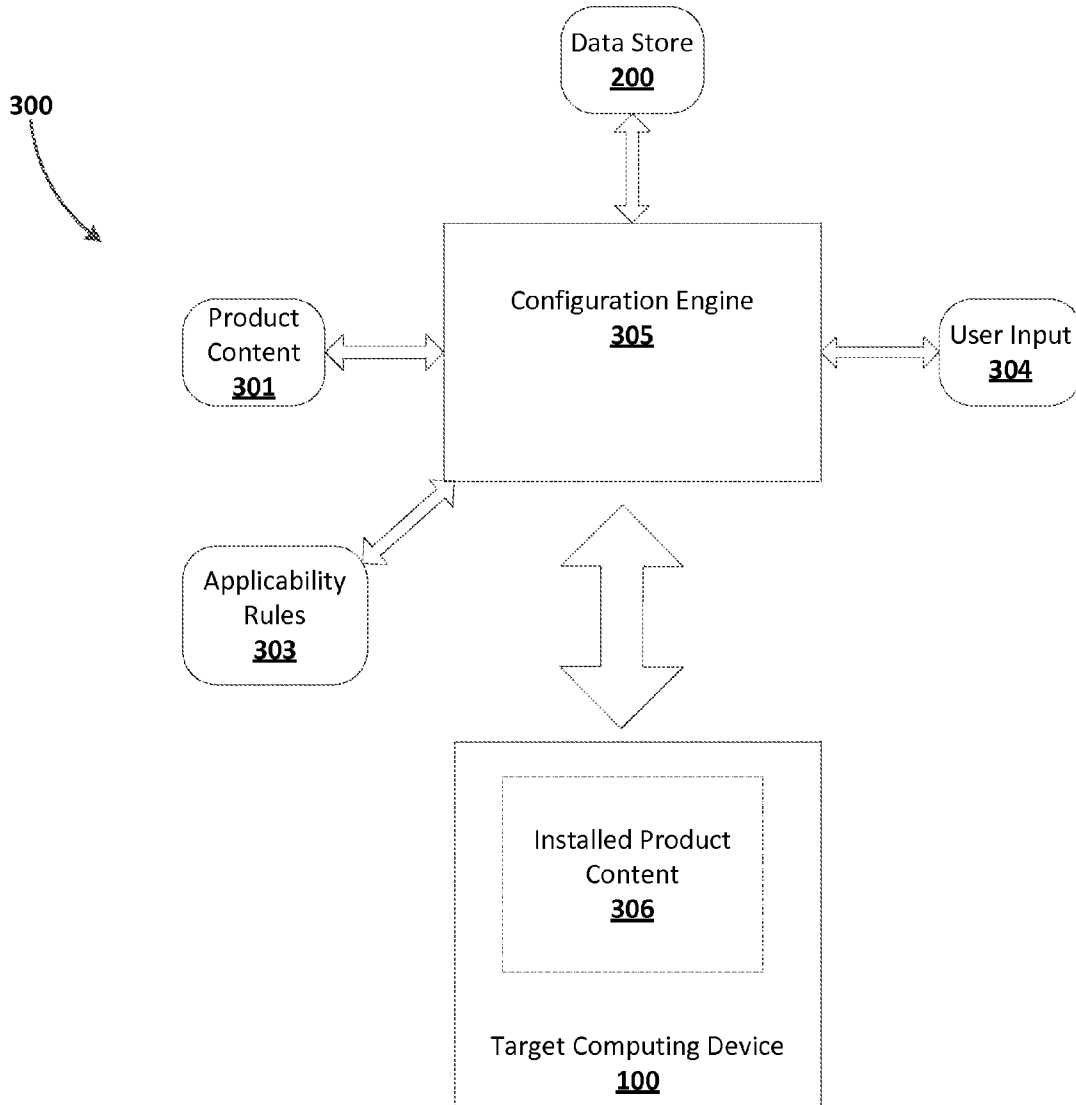 Data Store
200
300
Configuration Engine
305
Product
Content
301
User Input
304
Applicability
Rules
303
Installed Product
Content
306
Target Computing Device
100